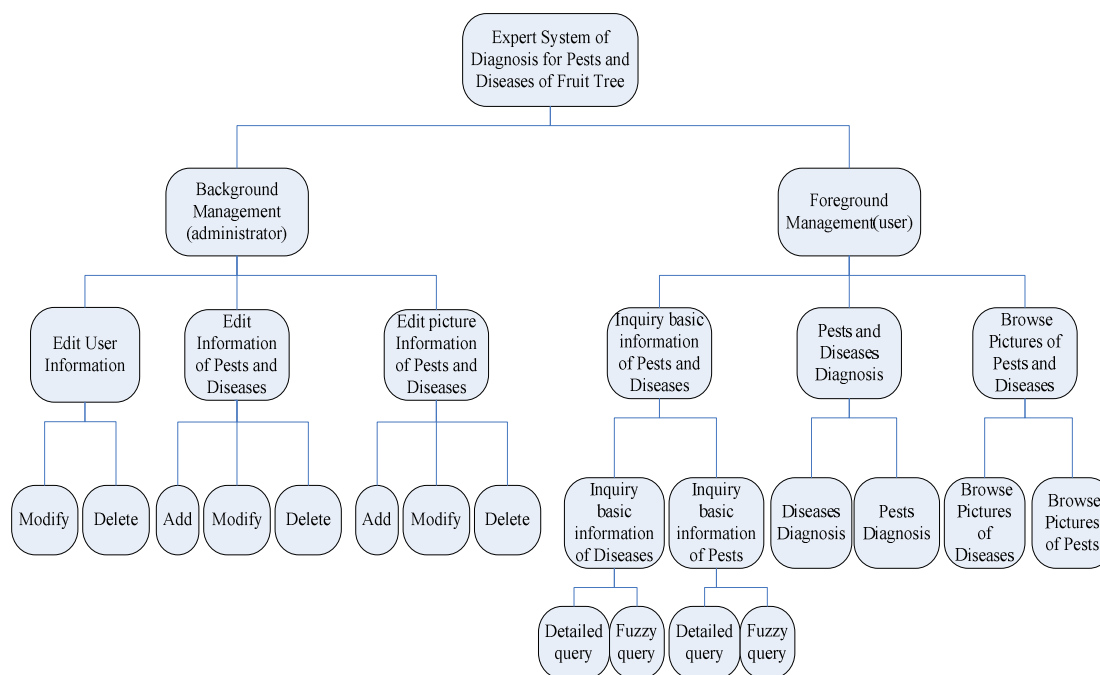 Expert System of
Diagnosis for Pests and
Diseases of Fruit Tree
Background
Management
(administrator)
Foreground
Management(user)
Edit User
Information
Edit
Information
of Pests and
Diseases
Edit picture
Information
of Pests and
Diseases
Inquiry basic
information
of Pests and
Diseases
Pests and
Diseases
Diagnosis
Browse
Pictures of
Pests and
Diseases
Modify
Delete
Add
Modify
Delete
Add
Modify
Delete
Inquiry
basic
information
of Diseases
Inquiry
basic
information
of Pests
Diseases
Diagnosis
Pests
Diagnosis
Browse
Pictures
of
Diseases
Browse
Pictures
of Pests
Detailed
query
Fuzzy
query
Detailed
query
Fuzzy
query